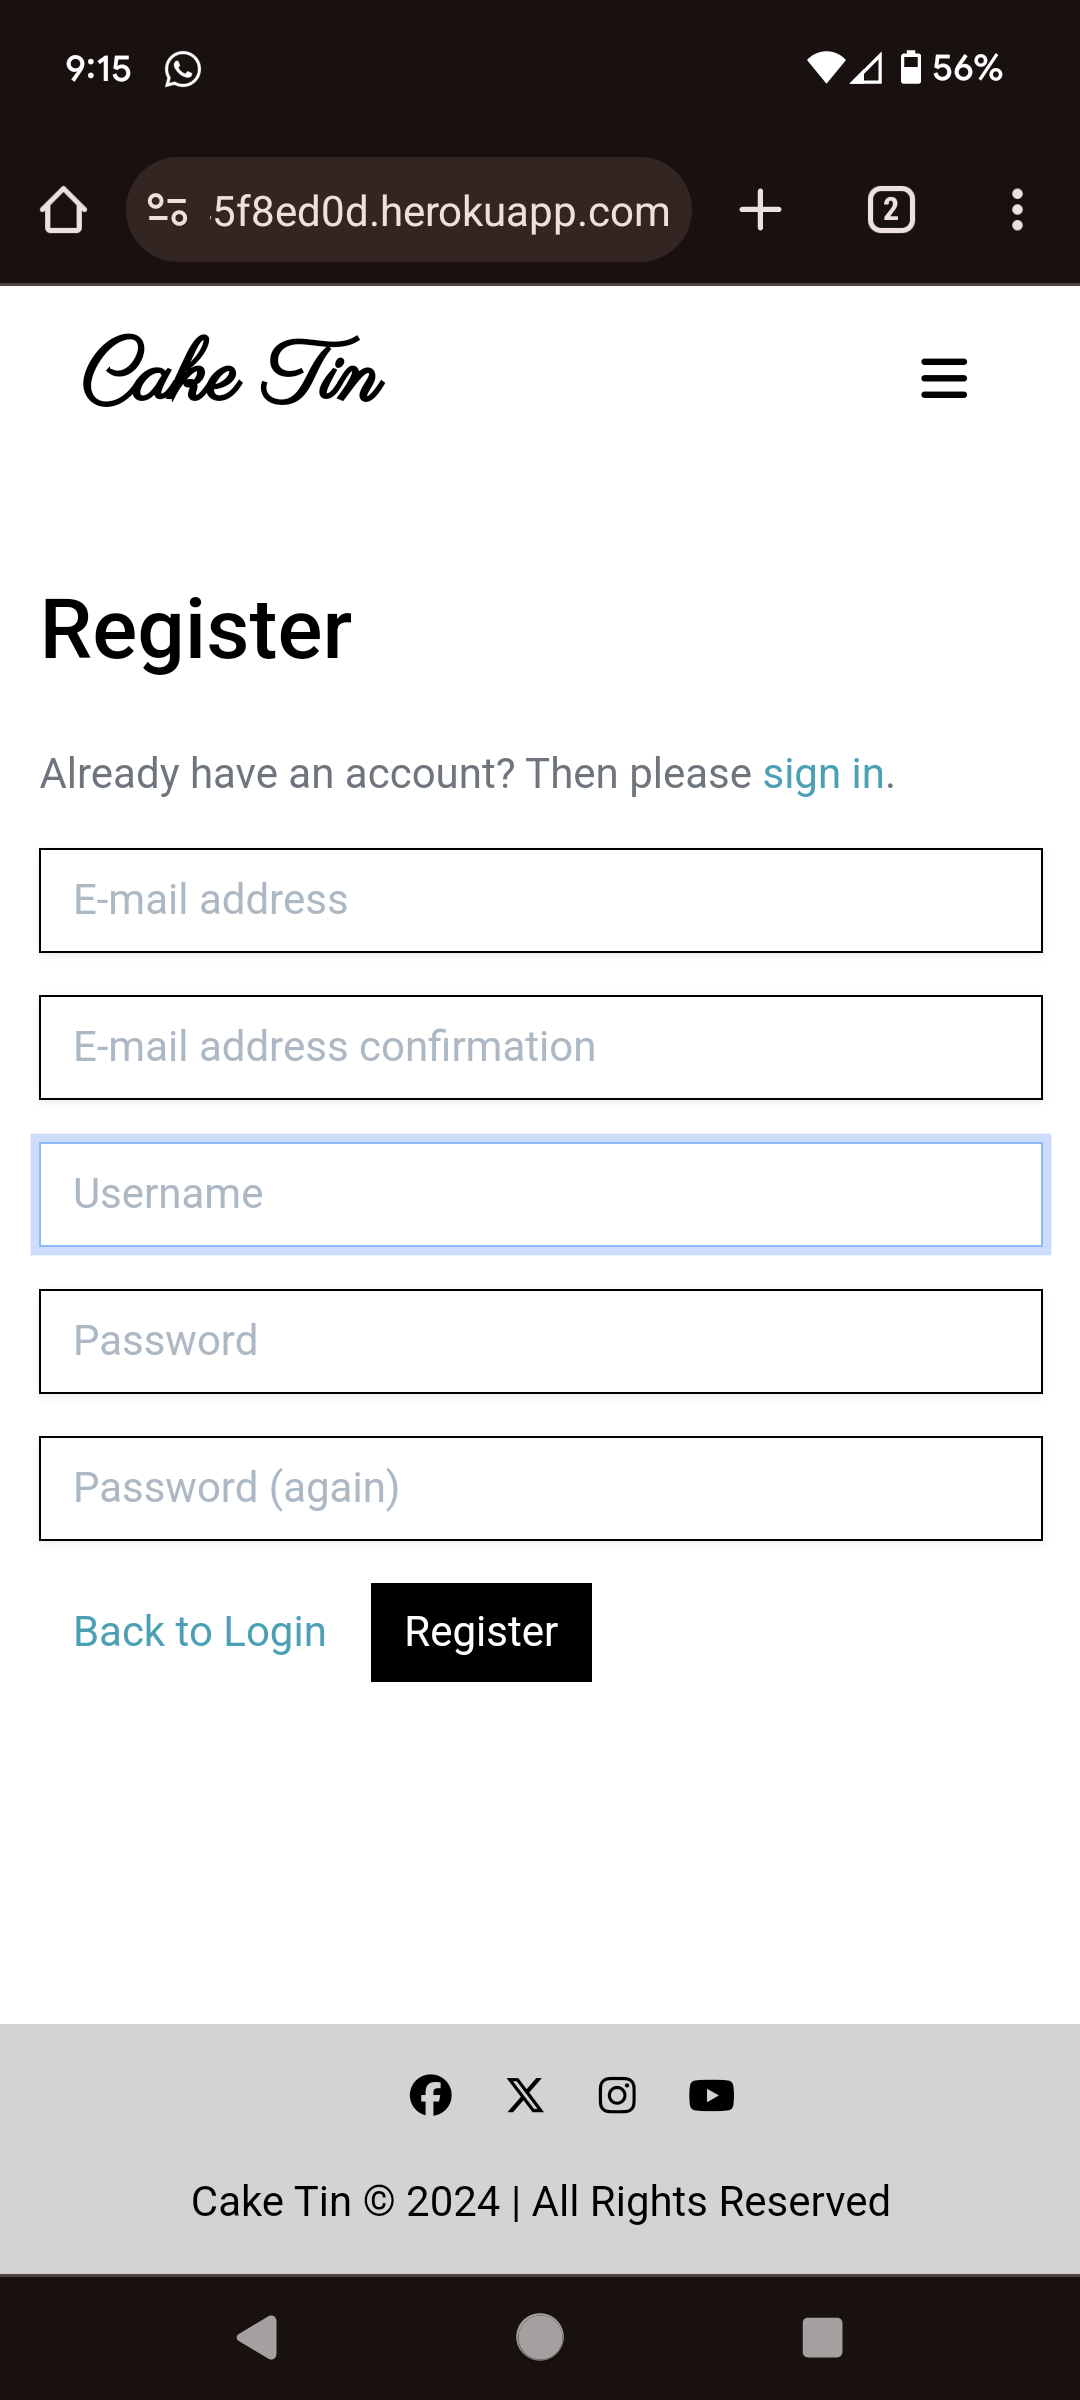 9:15 56%
5f8ed0d.herokuapp.com 2
Cake Tin
Register
Already have an account? Then please sign in.
E-mail address
E-mail address confirmation
Username
Password
Password (again)
Back to Login Register
Cake Tin © 2024 | All Rights Reserved